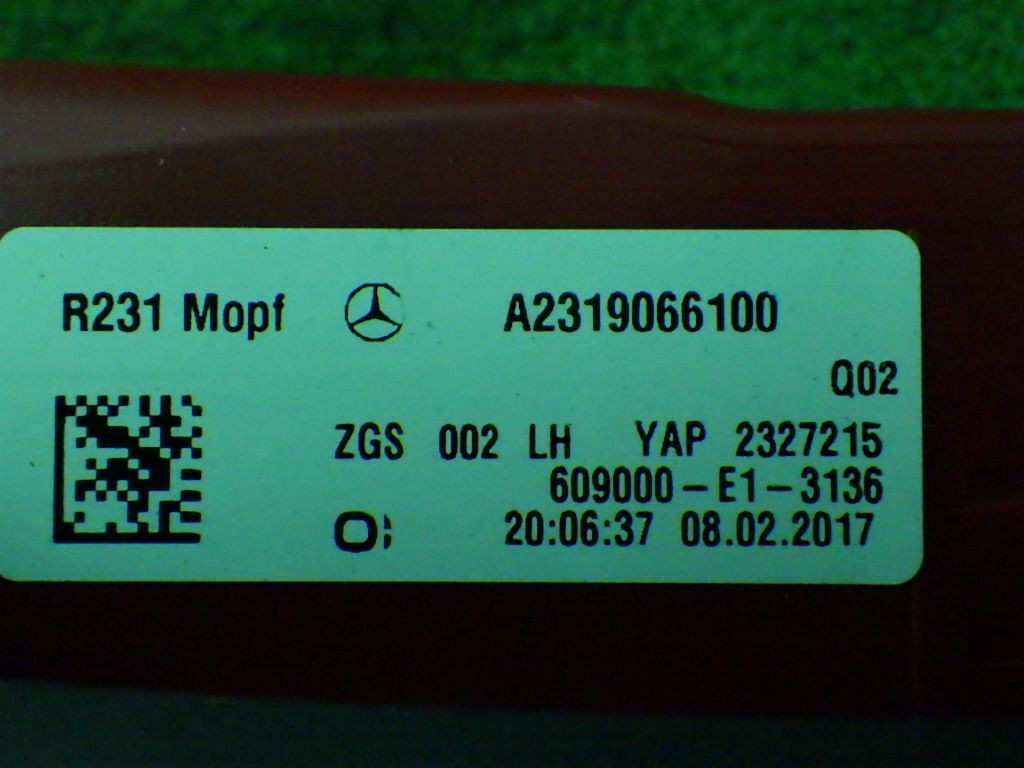 R231 Mopf A2319066100
Q02
ZGS 002 LH YAP 2327215
609000-E1-3136
20:06:37 08.02.2017